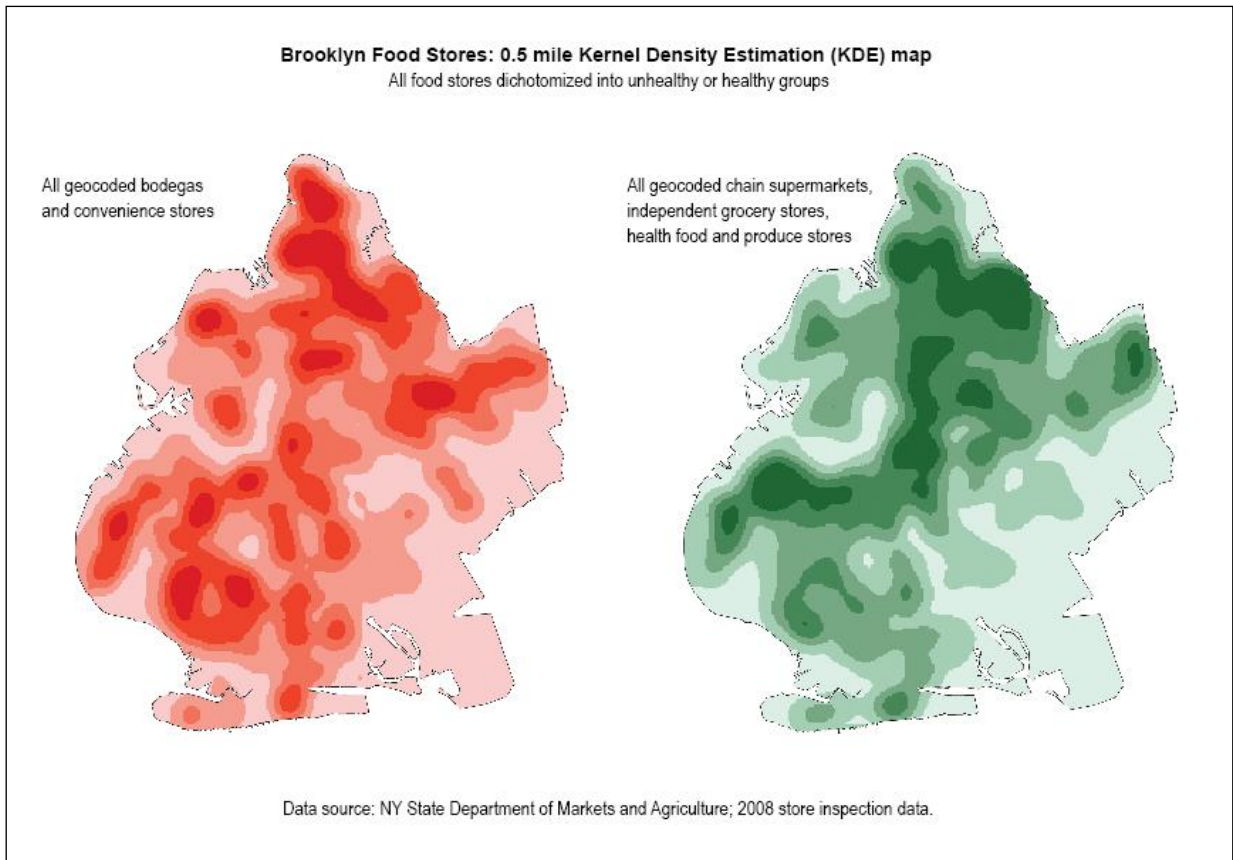 Brooklyn Food Stores: 0.5 mile Kernel Density Estimation (KDE) map
All food stores dichotomized into unhealthy or healthy groups
All geocoded bodegas
and convenience stores
All geocoded chain supermarkets,
independent grocery stores,
health food and produce stores
Data source: NY State Department of Markets and Agriculture; 2008 store inspection data.